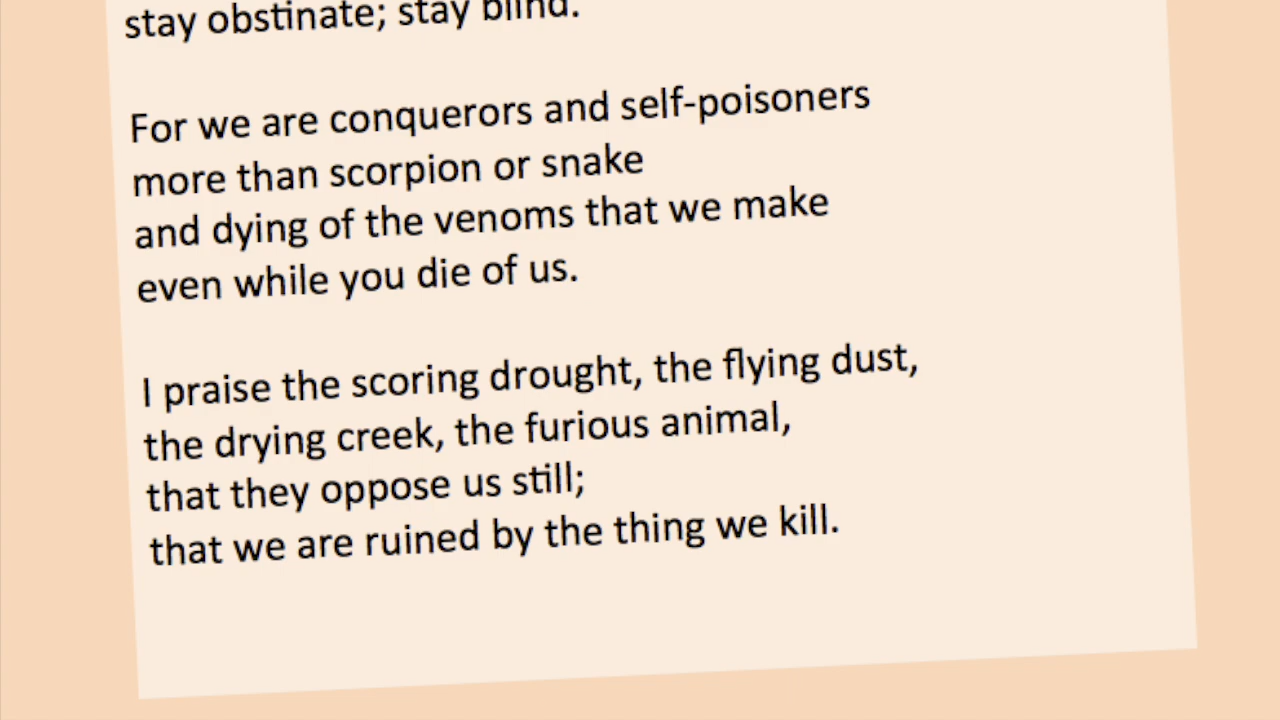 stay obstinate; stay blind.
For we are conquerors and self-poisoners
more than scorpion or snake
and dying of the venoms that we make
even while you die of us.
I praise the scoring drought, the flying dust,
the drying creek, the furious animal,
that they oppose us still;
that we are ruined by the thing we kill.